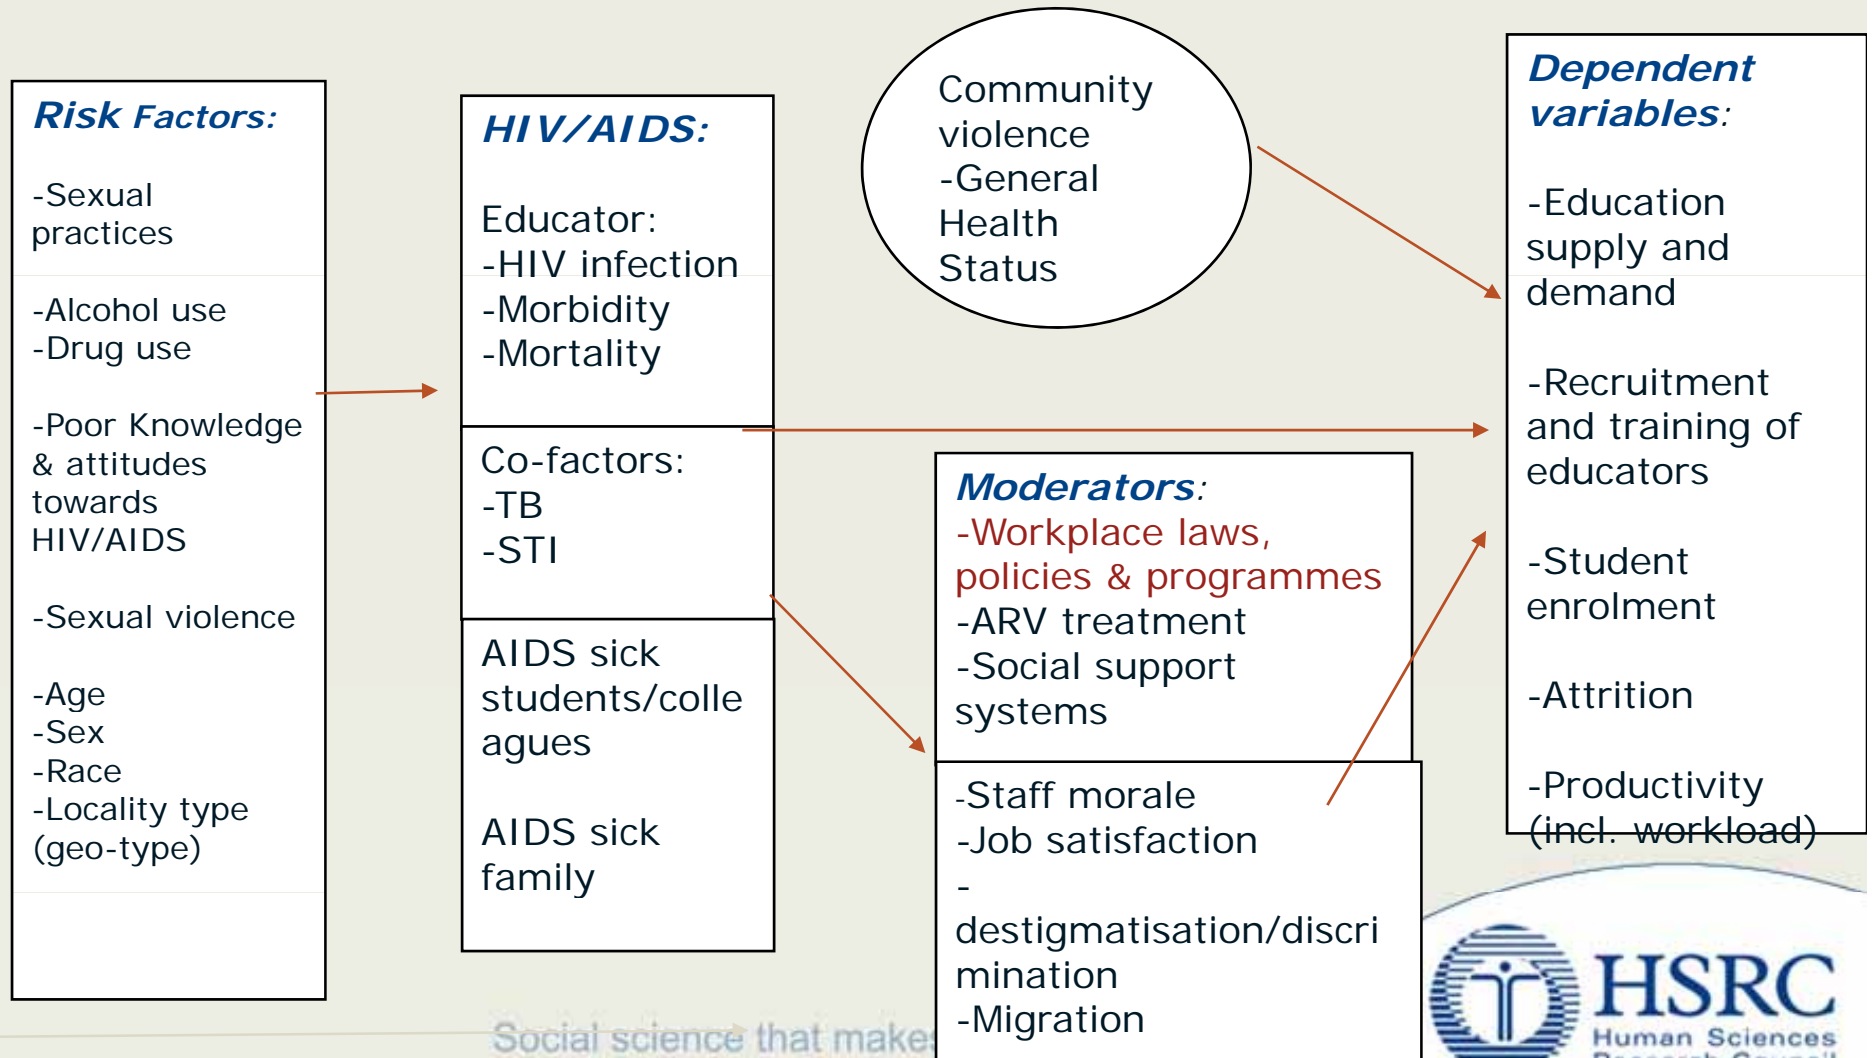 Risk Factors:
-Sexual
practices
-Alcohol use
-Drug use
-Poor Knowledge
& attitudes
towards
HIV/AIDS
-Sexual violence
-Age
-Sex
-Race
-Locality type
(geo-type)
HIV/AIDS:
Educator:
-HIV infection
-Morbidity
-Mortality
Co-factors:
-TB
-STI
AIDS sick
students/colle
agues
AIDS sick
family
Community
violence
-General
Health
Status
Moderators:
-Workplace laws,
policies & programmes
-ARV treatment
-Social support
systems
-Staff morale
-Job satisfaction
-
destigmatisation/discri
mination
-Migration
Dependent
variables:
-Education
supply and
demand
-Recruitment
and training of
educators
-Student
enrolment
-Attrition
-Productivity
(incl. workload)
Social science that makes
HSRC
Human Sciences
Research Council